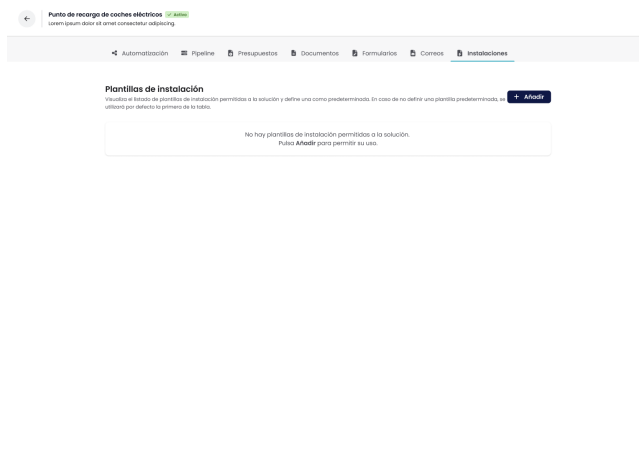 Punto de recarga de coches eléctricos Activo
Lorem ipsum dolor sit amet consectetur adipiscing.
Automatización Pipeline Presupuestos Documentos Formularios Correos Instalaciones
Plantillas de instalación
Visualiza el listado de plantillas de instalación permitidas a la solución y define una como predeterminada. En caso de no definir una plantilla predeterminada, se
utilizará por defecto la primera de la tabla.
+ Añadir
No hay plantillas de instalación permitidas a la solución.
Pulsa Añadir para permitir su uso.